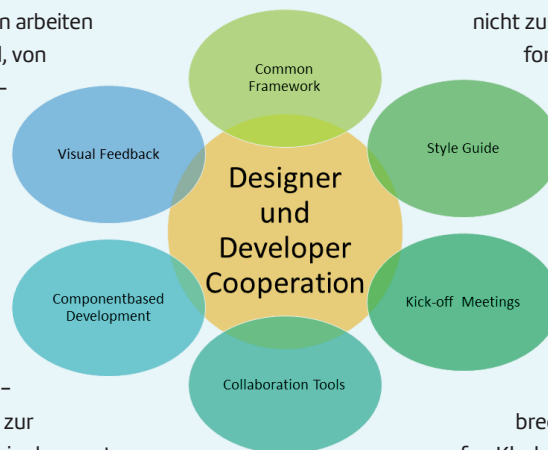 n arbeiten
, von
–
–
zur
nicht zu
for
Common
Framework
Style Guide
Visual Feedback
Designer
und
Developer
Cooperation
Componentbased
Development
Kick-off Meetings
Collaboration Tools
brec